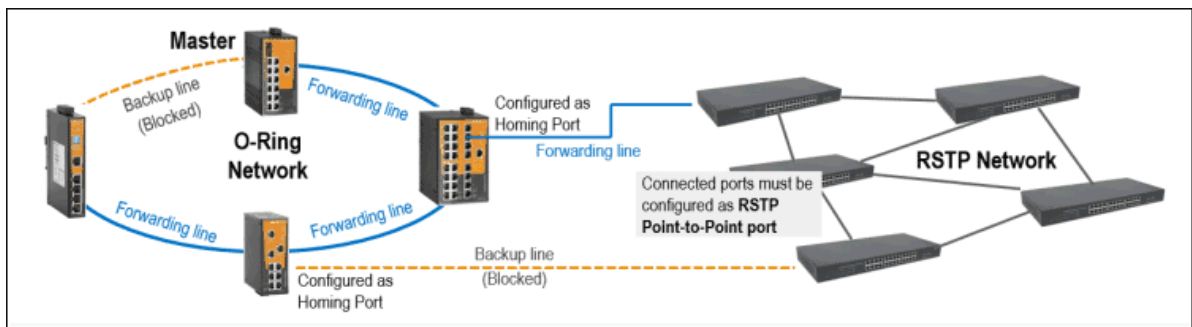 Master
Backup line
(Blocked)
Forwarding line
O-Ring
Network
Configured as
Homing Port
Forwarding line
RSTP Network
Connected ports must be
configured as RSTP
Point-to-Point port
Forwarding line
Forwarding line
Backup line
(Blocked)
Configured as
Homing Port